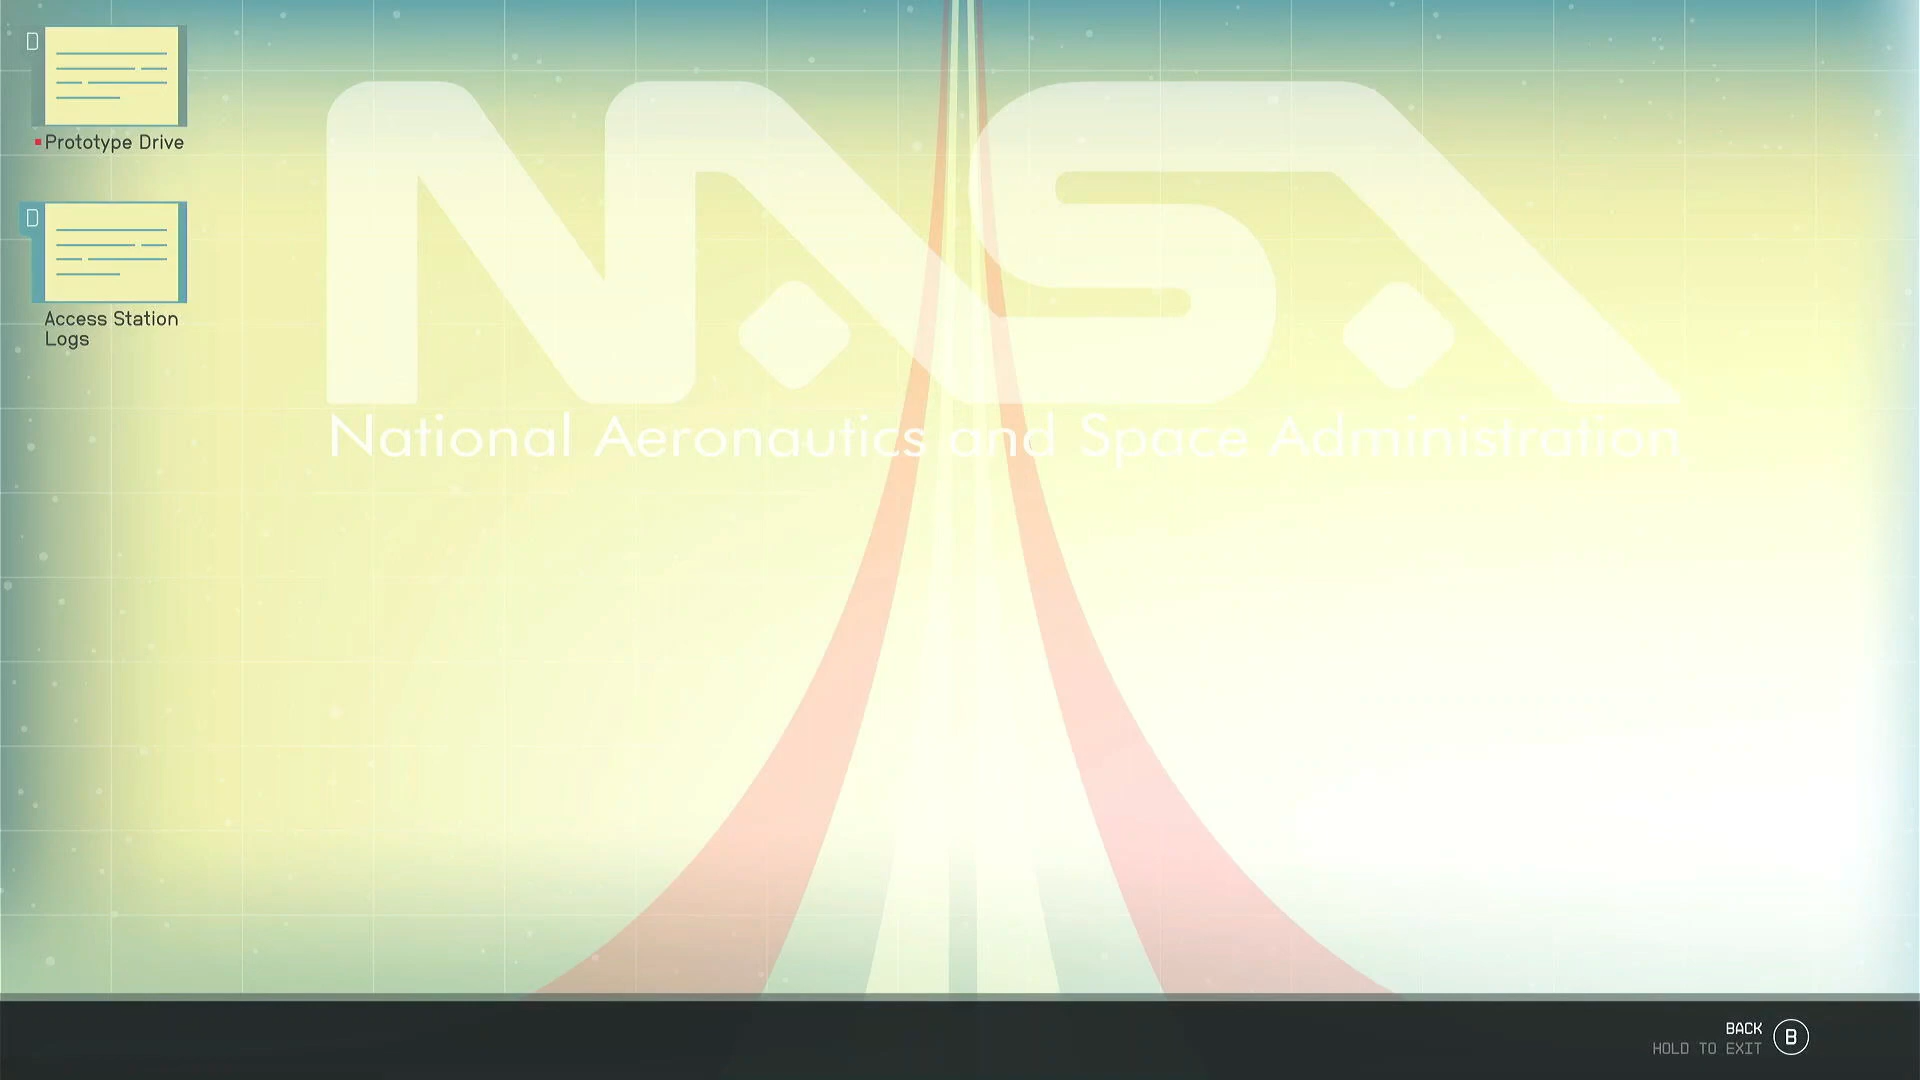 D
Prototype Drive
D
Access Station
Logs
NASA
National Aeronautics and Space Administration
BACK
HOLD TO EXIT
B